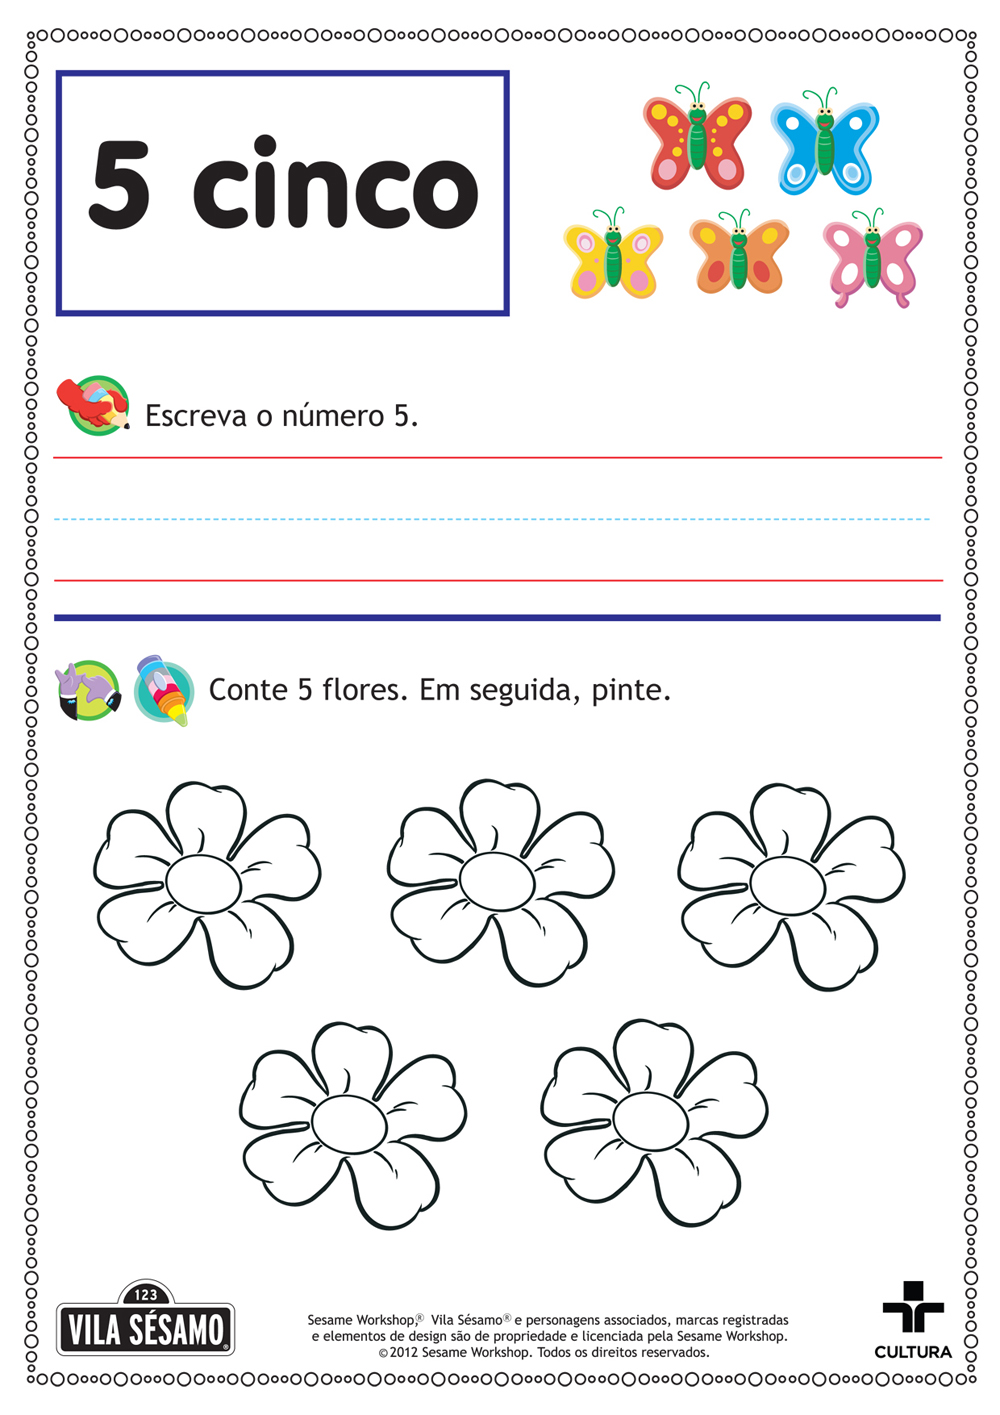 5 cinco
Escreva o número 5.
Conte 5 flores. Em seguida, pinte.
123
VILA SÉSAMO®
Sesame Workshop,® Vila Sésamo® e personagens associados, marcas registradas
e elementos de design são de propriedade e licenciada pela Sesame Workshop.
©2012 Sesame Workshop. Todos os direitos reservados.
CULTURA